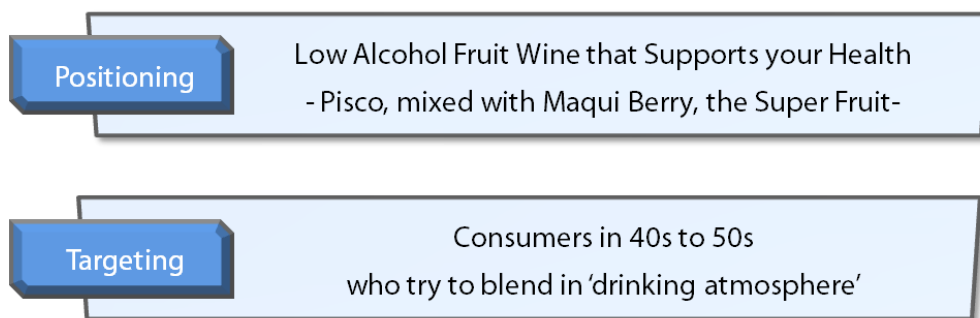 Positioning
Low Alcohol Fruit Wine that Supports your Health
- Pisco, mixed with Maqui Berry, the Super Fruit-
Targeting
Consumers in 40s to 50s
who try to blend in ‘drinking atmosphere’